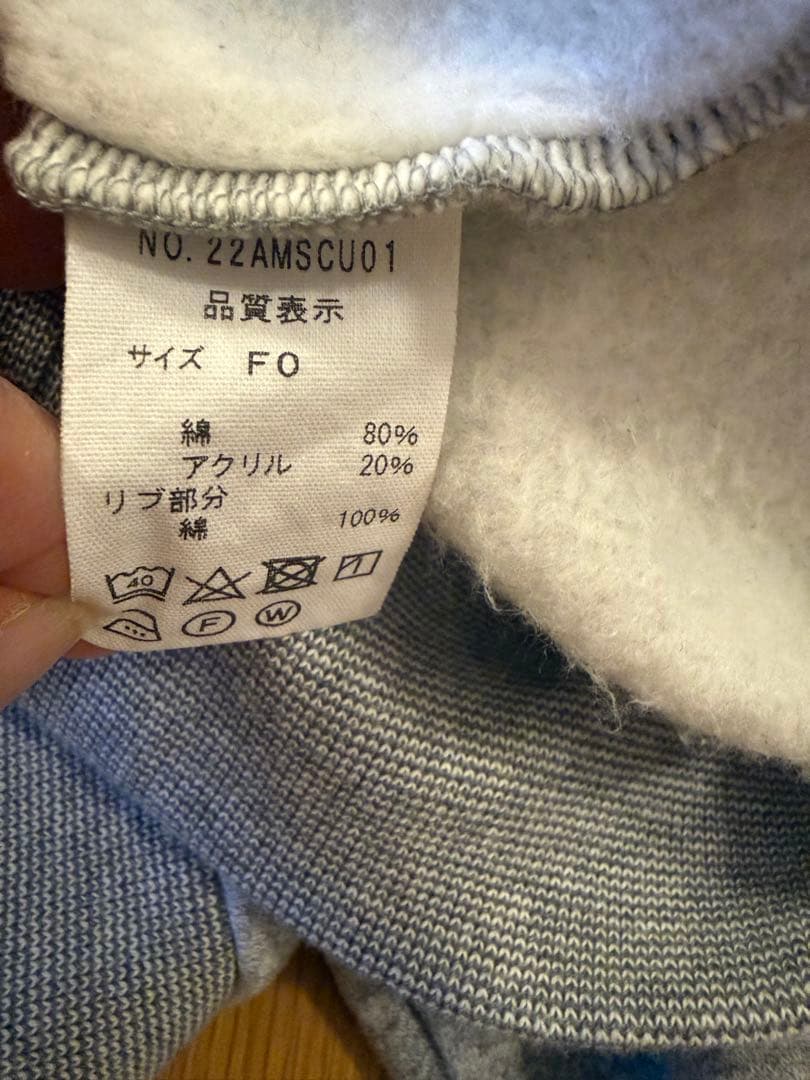 NO. 22AMSCU01
品質表示
サイズ FO
綿 80%
アクリル 20%
リブ部分
綿 100%
40
F W